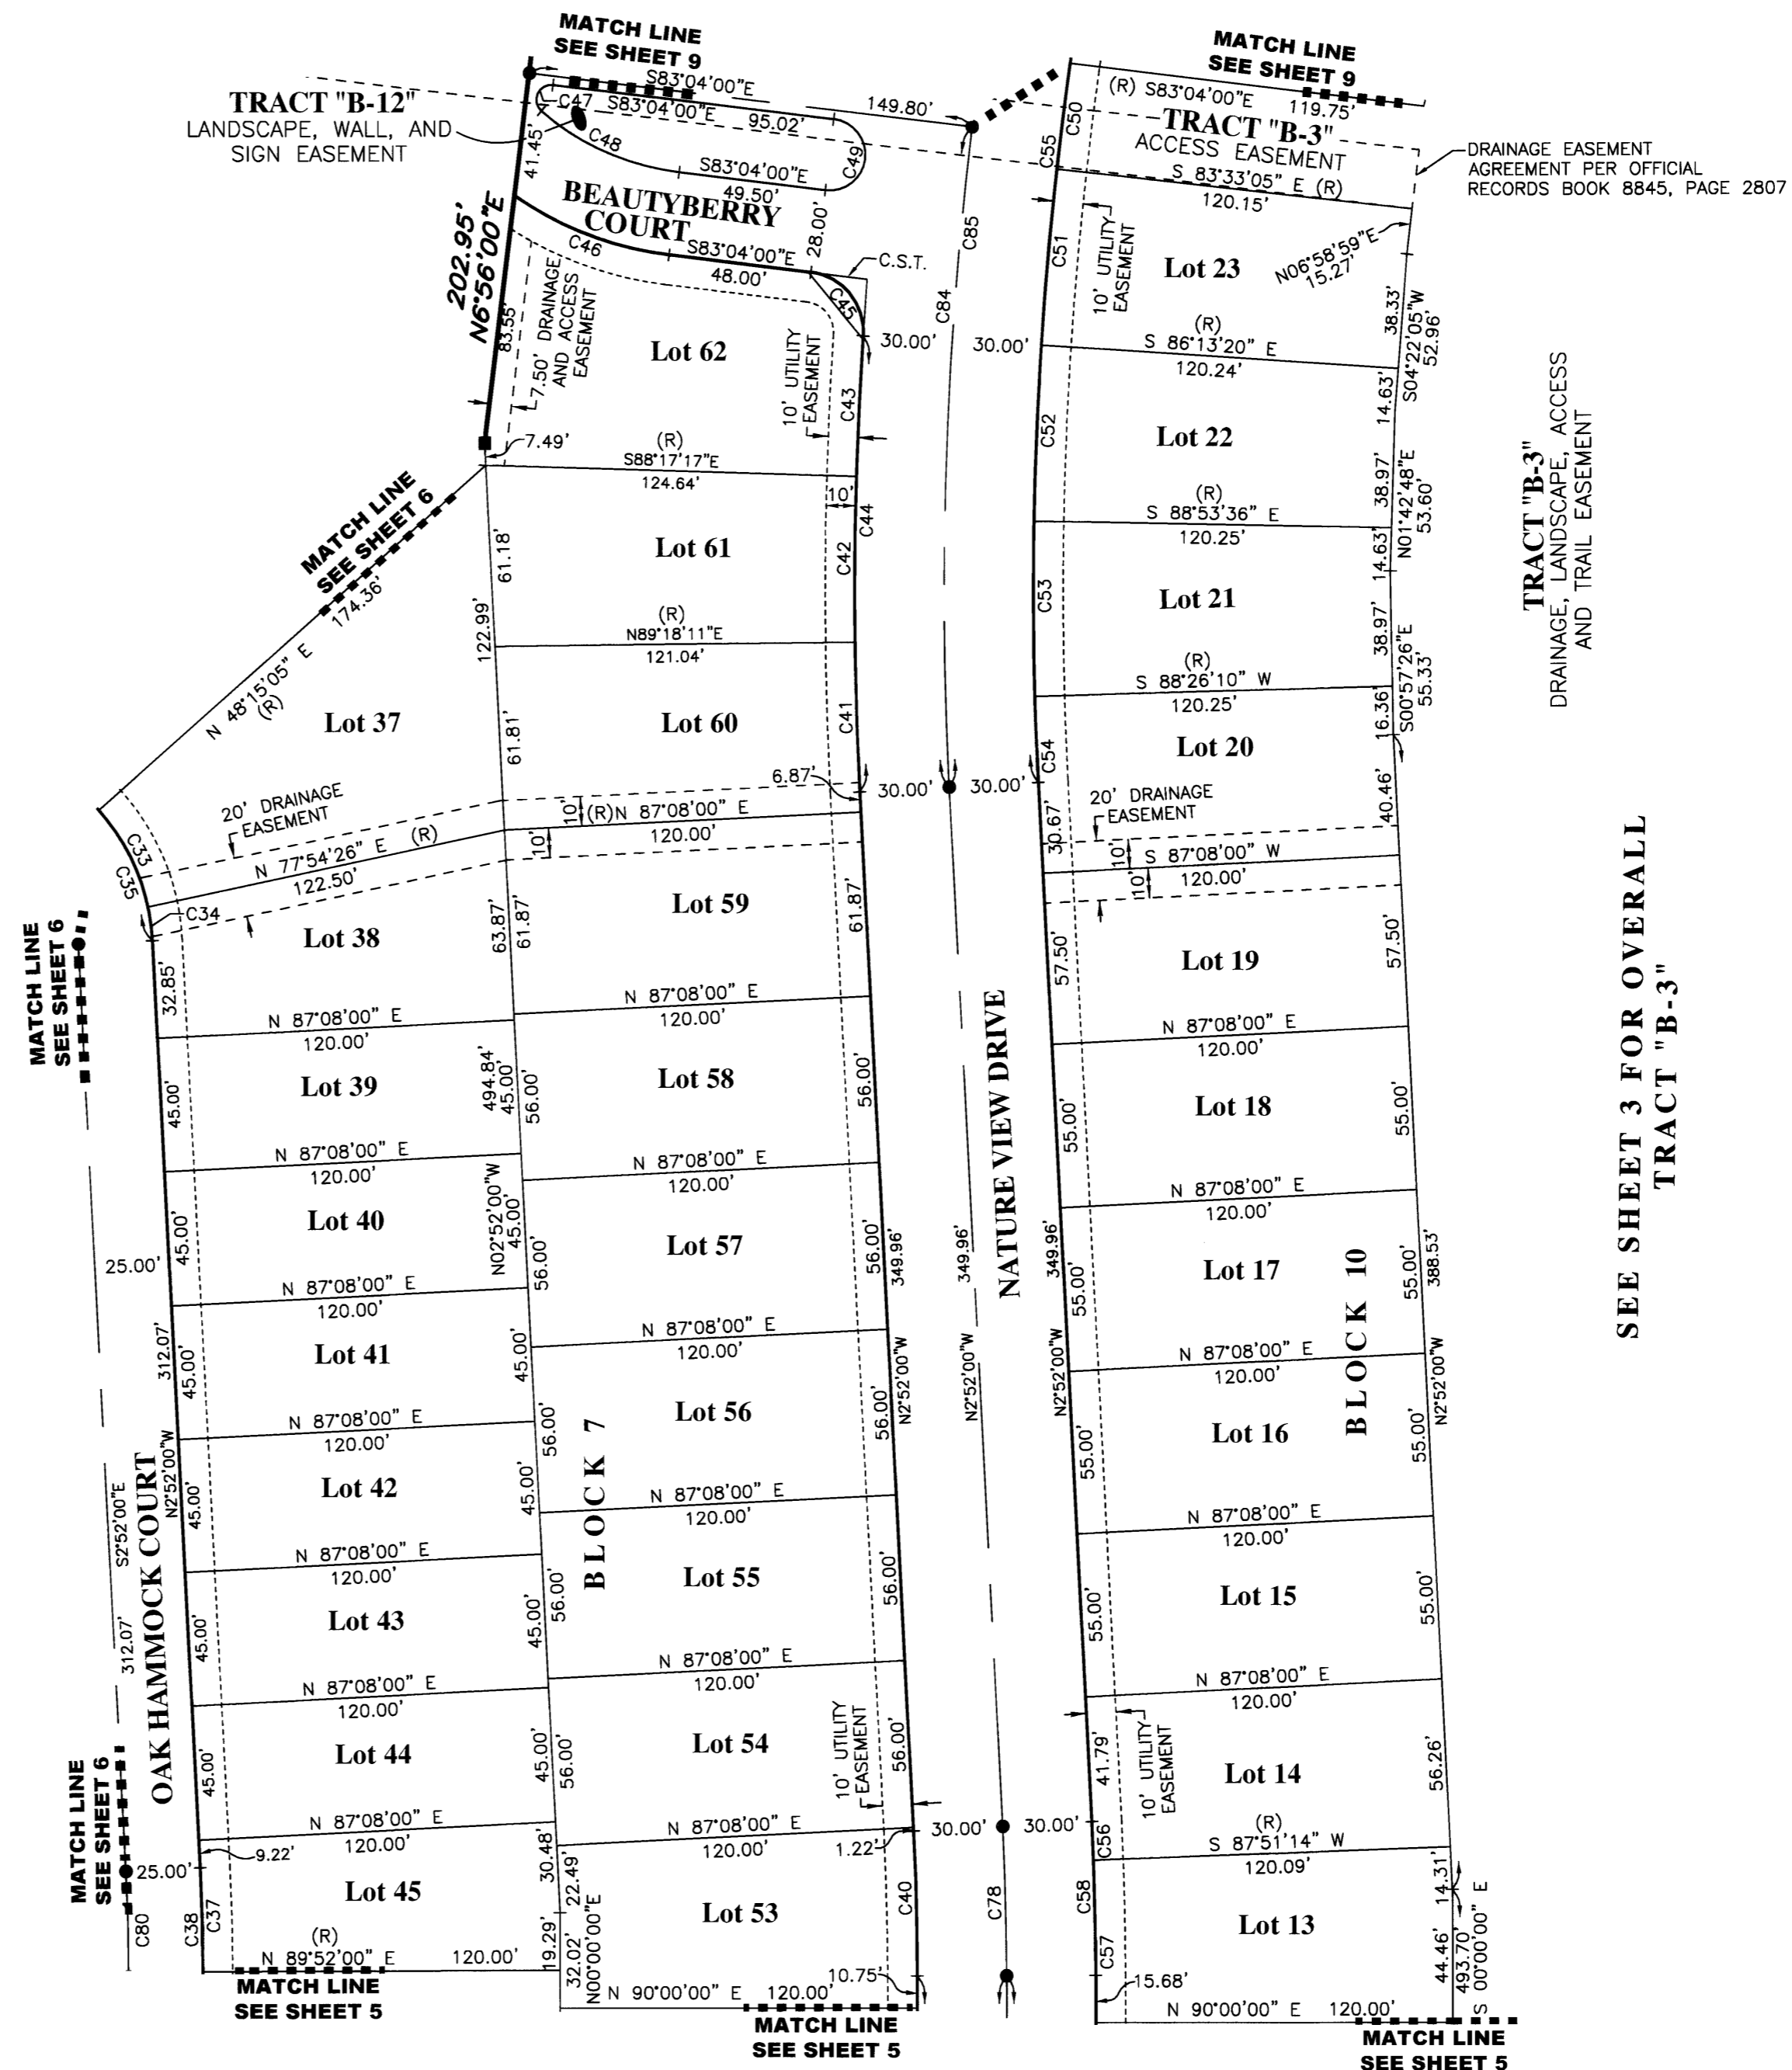 MATCH LINE
SEE SHEET 9
S83°04'00"E
TRACT "B-12"
LANDSCAPE, WALL, AND
SIGN EASEMENT
C47
S83°04'00"E
95.02'
149.80'
41.45'
C48
C49
S83°04'00"E
49.50'
BEAUTYBERRY
COURT
28.00'
C46
S83°04'00"E
48.00'
C.S.T.
C45
202.95'
N6°56'00"E
83.55'
7.50' DRAINAGE
AND ACCESS
EASEMENT
Lot 62
10' UTILITY
EASEMENT
C43
7.49'
(R)
S88°17'17"E
124.64'
MATCH LINE
SEE SHEET 6
174.36'
N 48°15'05" E
(R)
61.18'
122.99'
Lot 61
10'
C44
C42
(R)
N89°18'11"E
121.04'
Lot 37
61.81'
Lot 60
C41
6.87'
20' DRAINAGE
EASEMENT
10'
(R)N 87°08'00" E
120.00'
10'
C33
C35
N 77°54'26" E (R)
122.50'
C34
MATCH LINE
SEE SHEET 6
Lot 38
32.85'
63.87'
61.87'
Lot 59
61.87'
N 87°08'00" E
120.00'
N 87°08'00" E
120.00'
45.00'
Lot 39
494.84'
45.00'
56.00'
Lot 58
56.00'
N 87°08'00" E
120.00'
N 87°08'00" E
120.00'
25.00'
45.00'
Lot 40
N02°52'00"W
45.00'
56.00'
Lot 57
56.00'
349.96'
N 87°08'00" E
120.00'
N 87°08'00" E
120.00'
312.07'
45.00'
Lot 41
45.00'
56.00'
Lot 56
56.00'
N2°52'00"W
N 87°08'00" E
120.00'
N 87°08'00" E
120.00'
N2°52'00"W
45.00'
Lot 42
45.00'
BLOCK 7
N 87°08'00" E
120.00'
S2°52'00"E
312.07'
OAK HAMMOCK COURT
45.00'
Lot 43
45.00'
56.00'
Lot 55
56.00'
N 87°08'00" E
120.00'
N 87°08'00" E
120.00'
MATCH LINE
SEE SHEET 6
45.00'
Lot 44
45.00'
56.00'
Lot 54
10' UTILITY
EASEMENT
56.00'
N 87°08'00" E
120.00'
N 87°08'00" E
120.00'
1.22'
25.00'
9.22'
Lot 45
30.48'
22.49'
C80
C38
C37
(R)
N 89°52'00" E
120.00'
19.29'
32.02'
N00°00'00"E
Lot 53
C40
10.75'
N 90°00'00" E
120.00'
MATCH LINE
SEE SHEET 5
MATCH LINE
SEE SHEET 5
C85
C84
30.00'
30.00'
30.00'
30.00'
NATURE VIEW DRIVE
349.96'
N2°52'00"W
30.00'
30.00'
C78
MATCH LINE
SEE SHEET 9
(R) S83°04'00"E
119.75'
C50
C55
TRACT "B-3"
ACCESS EASEMENT
S 83°33'05" E (R)
120.15'
DRAINAGE EASEMENT
AGREEMENT PER OFFICIAL
RECORDS BOOK 8845, PAGE 2807
C51
10' UTILITY
EASEMENT
Lot 23
N06°58'59"E
15.27'
38.33'
S04°22'05"W
52.96'
(R)
S 86°13'20" E
120.24'
14.63'
C52
Lot 22
38.97'
N01°42'48"E
53.60'
(R)
S 88°53'36" E
120.25'
14.63'
C53
Lot 21
38.97'
S00°57'26"E
55.33'
(R)
S 88°26'10" W
120.25'
16.36'
C54
Lot 20
40.46'
TRACT "B-3"
DRAINAGE, LANDSCAPE, ACCESS
AND TRAIL EASEMENT
20' DRAINAGE
EASEMENT
30.67'
10'
S 87°08'00" W
120.00'
10'
57.50'
Lot 19
57.50'
N 87°08'00" E
120.00'
55.00'
Lot 18
55.00'
N 87°08'00" E
120.00'
349.96'
55.00'
Lot 17
55.00'
388.53'
BLOCK 10
N 87°08'00" E
120.00'
N2°52'00"W
55.00'
Lot 16
55.00'
N2°52'00"W
N 87°08'00" E
120.00'
55.00'
Lot 15
55.00'
N 87°08'00" E
120.00'
41.79'
10' UTILITY
EASEMENT
Lot 14
56.26'
C56
(R)
S 87°51'14" W
120.09'
14.31'
C58
C57
Lot 13
44.46'
493.70'
S 00°00'00" E
15.68'
N 90°00'00" E
120.00'
MATCH LINE
SEE SHEET 5
SEE SHEET 3 FOR OVERALL
TRACT "B-3"